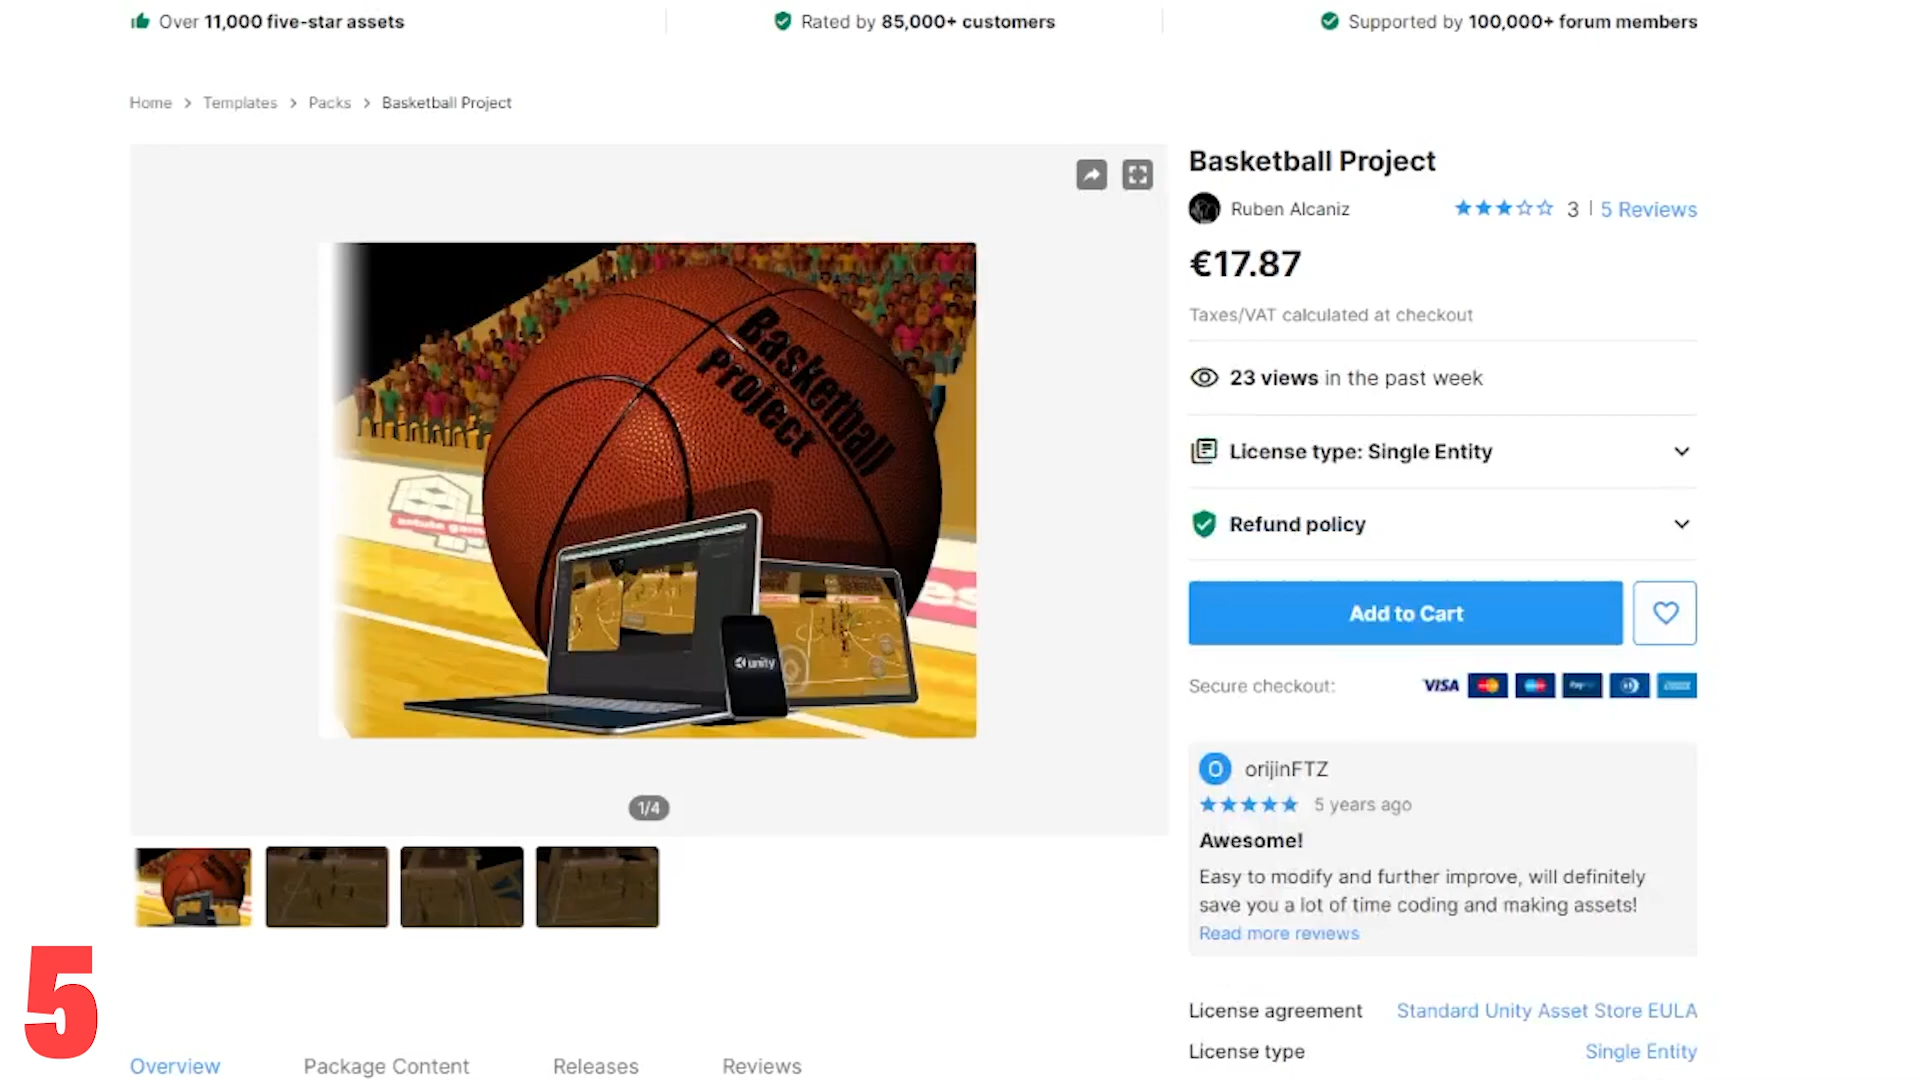 Over 11,000 five-star assets
Rated by 85,000+ customers
Supported by 100,000+ forum members
Home > Templates > Packs > Basketball Project
Basketball Project
Ruben Alcaniz
3 | 5 Reviews
€17.87
Taxes/VAT calculated at checkout
23 views in the past week
License type: Single Entity
Refund policy
Add to Cart
Secure checkout:
VISA
PayPal
Basketball
Project
unity
1/4
O
orijinFTZ
5 years ago
Awesome!
Easy to modify and further improve, will definitely
save you a lot of time coding and making assets!
Read more reviews
5
License agreement
Standard Unity Asset Store EULA
License type
Single Entity
Overview
Package Content
Releases
Reviews